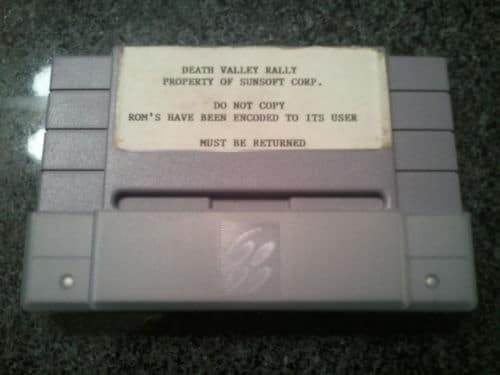 DEATH VALLEY RALLY
PROPERTY OF SUNSOFT CORP.
DO NOT COPY
ROM'S HAVE BEEN ENCODED TO ITS USER
MUST BE RETURNED